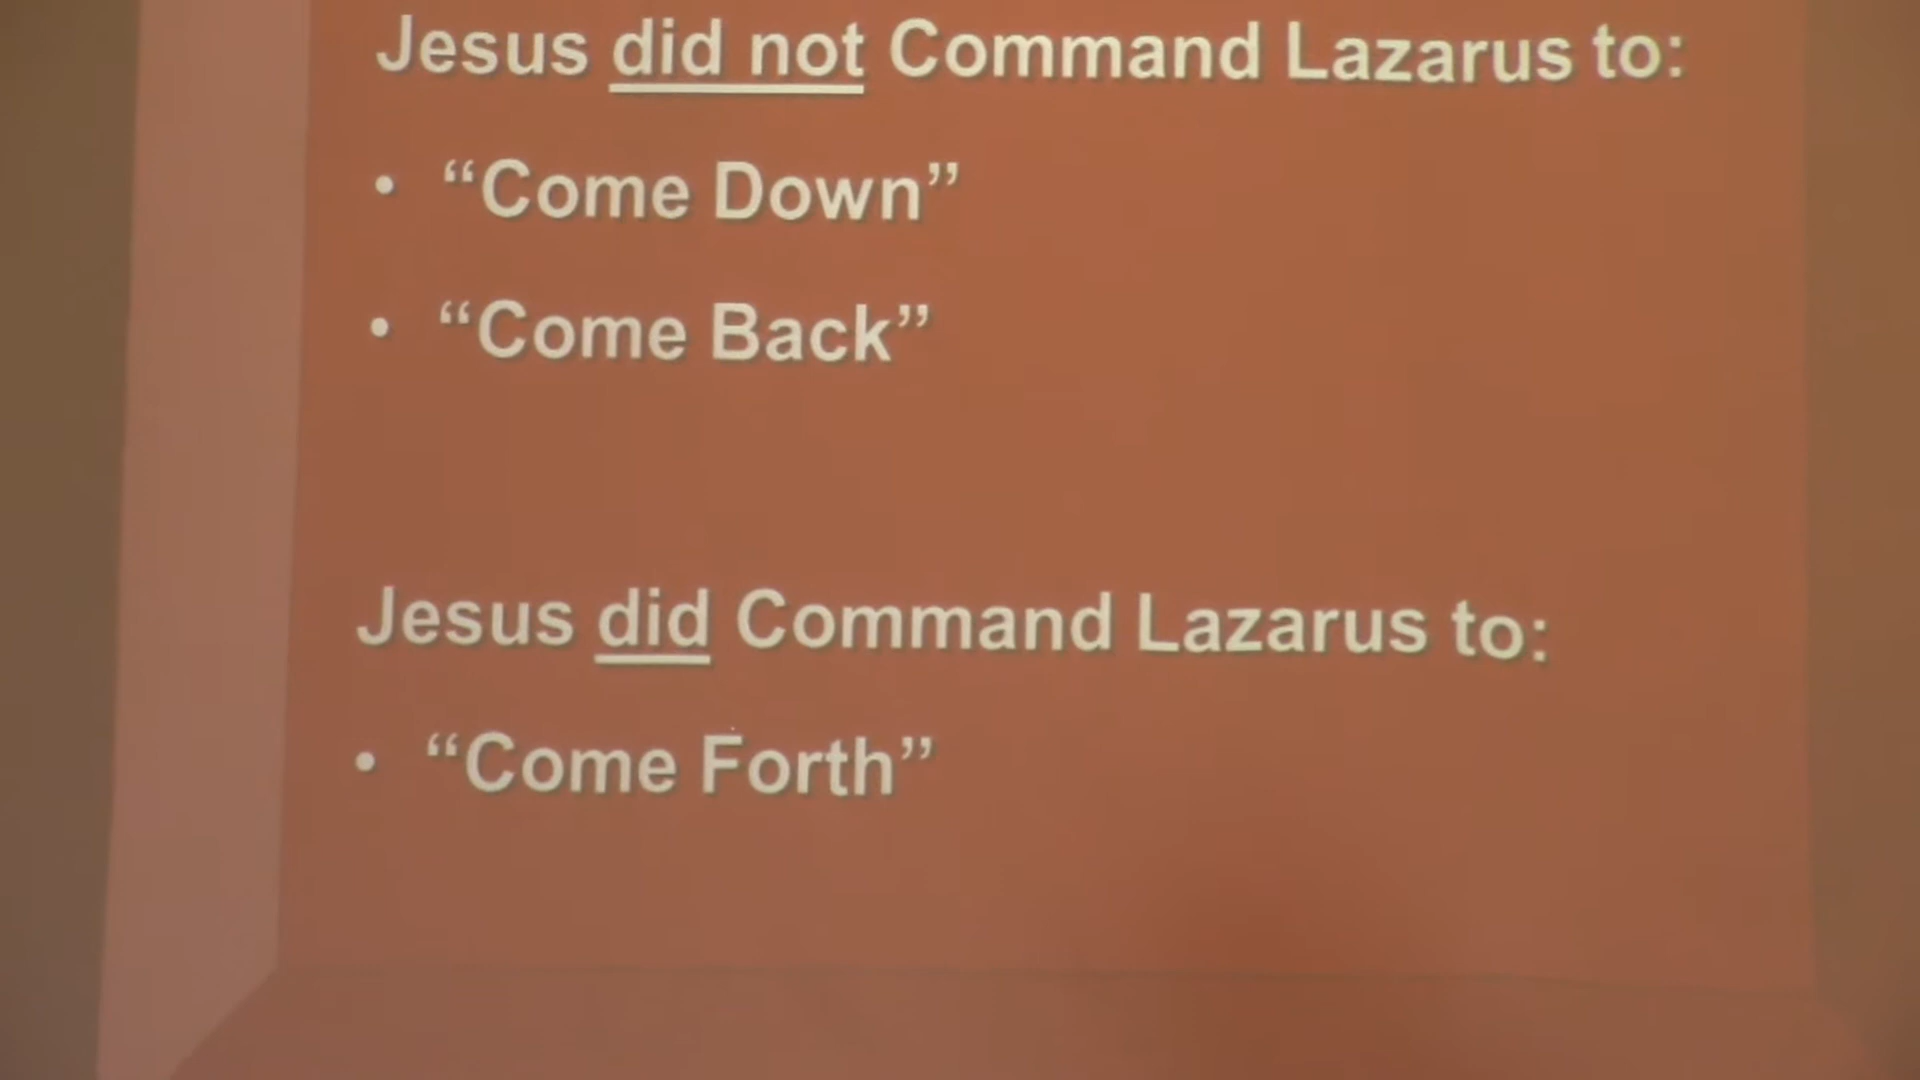 Jesus did not Command Lazarus to:
• “Come Down”
• “Come Back”
Jesus did Command Lazarus to:
• “Come Forth”